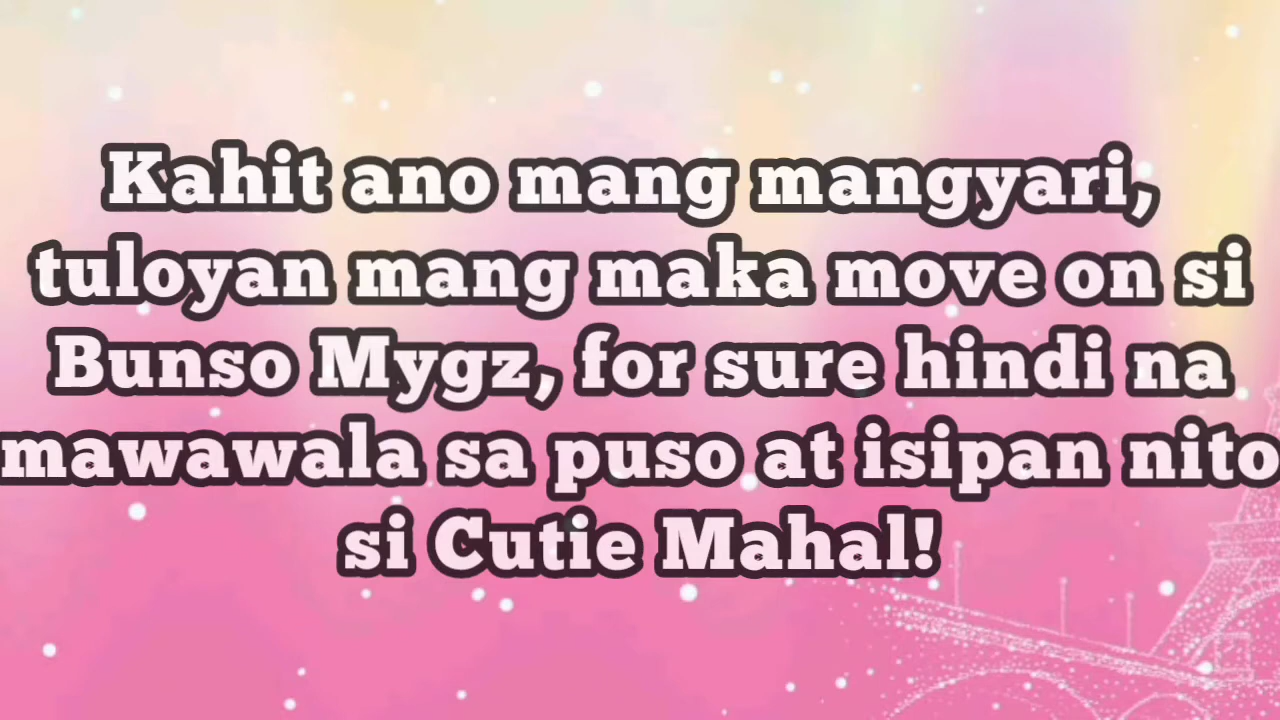 Kahit ano mang mangyari,
tuloyan mang maka move on si
Bunso Mygz, for sure hindi na
mawawala sa puso at isipan nito
si Cutie Mahal!